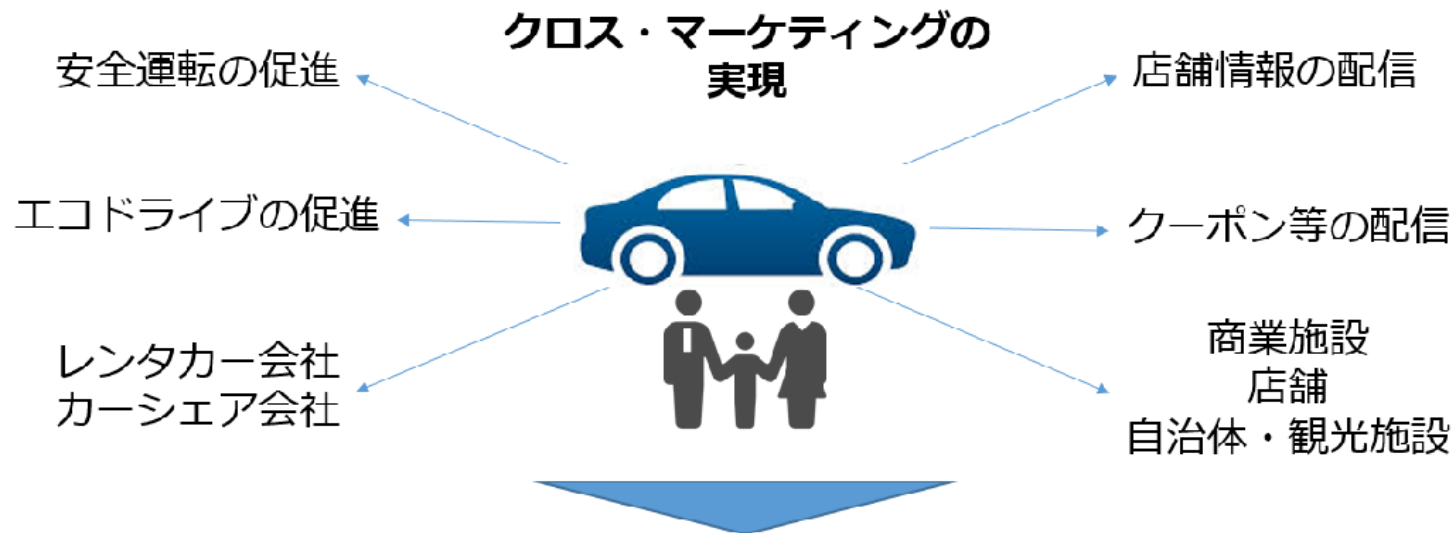 クロス・マーケティングの
実現
安全運転の促進
店舗情報の配信
エコドライブの促進
クーポン等の配信
レンタカー会社
カーシェア会社
商業施設
店舗
自治体・観光施設